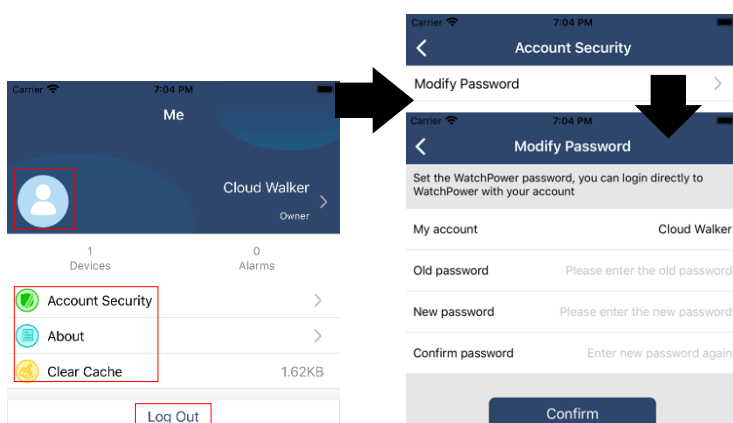 Carrier 7:04 PM
Me
Cloud Walker
Owner
1 0
Devices Alarms
Account Security
About
Clear Cache 1.62KB
Log Out
Carrier 7:04 PM
Account Security
Modify Password
Carrier 7:04 PM
Modify Password
Set the WatchPower password, you can login directly to
WatchPower with your account
My account Cloud Walker
Old password Please enter the old password
New password Please enter the new password
Confirm password Enter new password again
Confirm